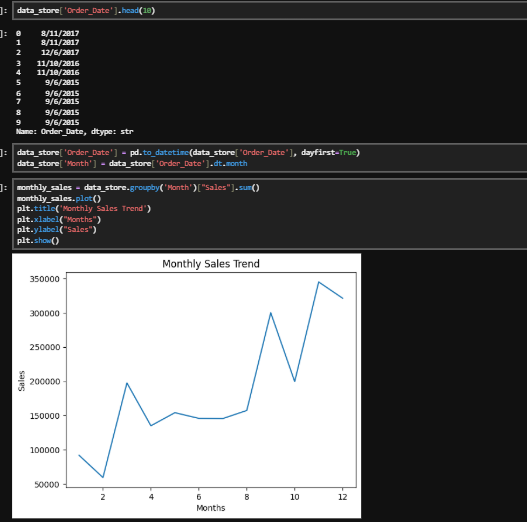 ]: data_store['Order_Date'].head(10)
]: 0 8/11/2017
1 8/11/2017
2 12/6/2017
3 11/10/2016
4 11/10/2016
5 9/6/2015
6 9/6/2015
7 9/6/2015
8 9/6/2015
9 9/6/2015
Name: Order_Date, dtype: str
]: data_store['Order_Date'] = pd.to_datetime(data_store['Order_Date'], dayfirst=True)
data_store['Month'] = data_store['Order_Date'].dt.month
]: monthly_sales = data_store.groupby('Month')["Sales"].sum()
monthly_sales.plot()
plt.title('Monthly Sales Trend')
plt.xlabel("Months")
plt.ylabel("Sales")
plt.show()
Monthly Sales Trend
350000
300000
250000
200000
150000
100000
50000
Sales
2 4 6 8 10 12
Months